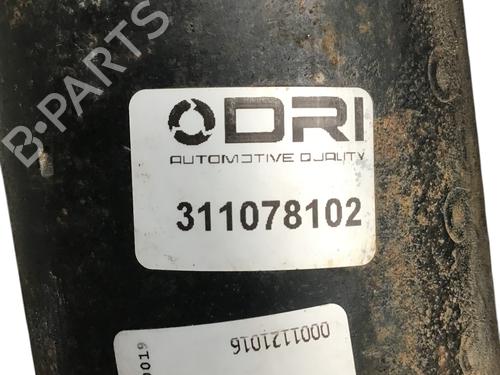 B-PARTS
DRI
AUTOMOTIVE QUALITY
311078102
0001121016